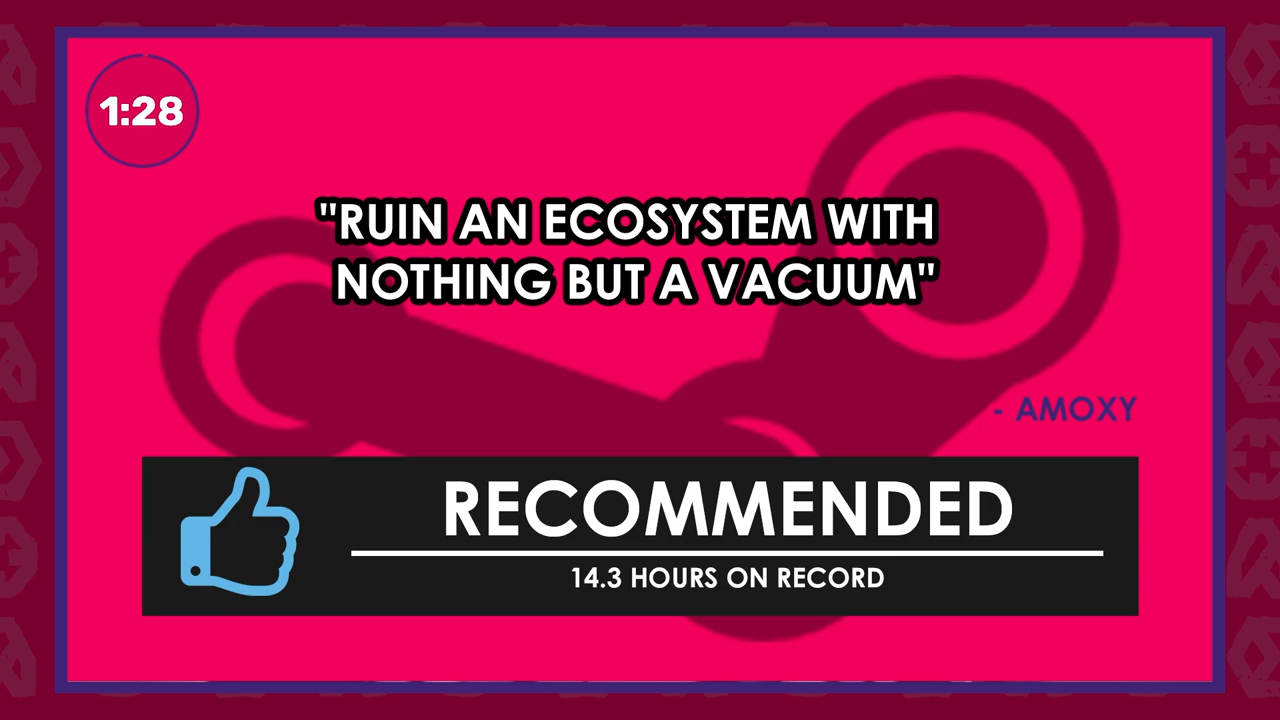 1:28
"RUIN AN ECOSYSTEM WITH
NOTHING BUT A VACUUM"
- AMOXY
RECOMMENDED
14.3 HOURS ON RECORD